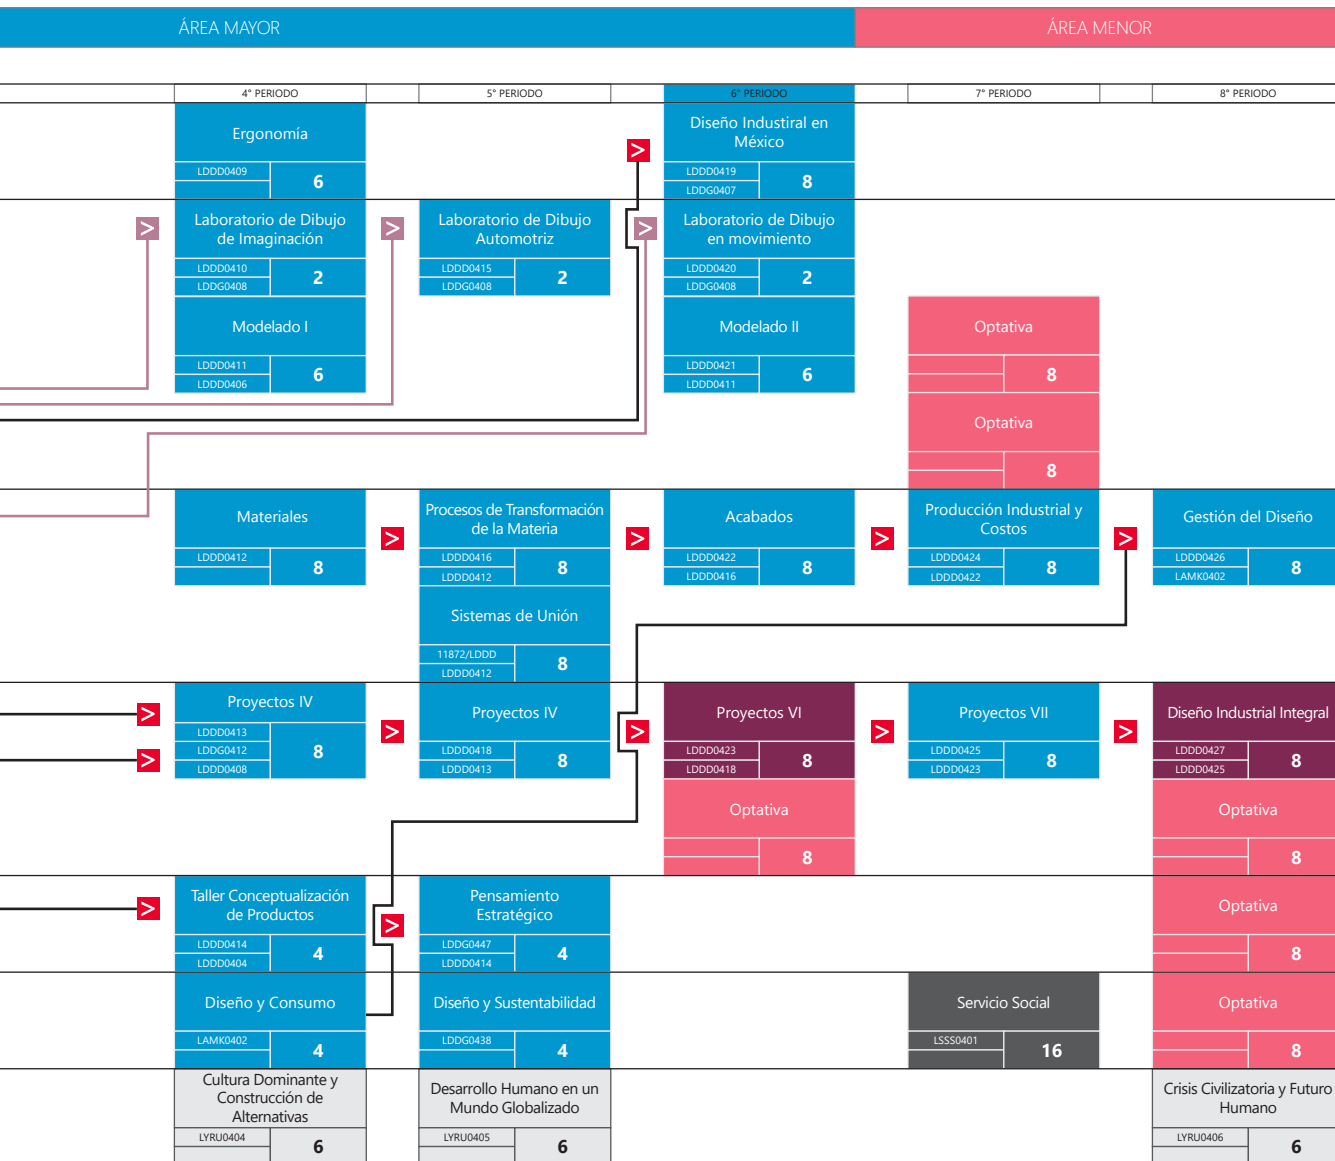 ÁREA MAYOR
ÁREA MENOR
4° PERIODO
5° PERIODO
6° PERIODO
7° PERIODO
8° PERIODO
Ergonomía
LDDD0409
6
Diseño Industiral en
México
LDDD0419
8
LDDG0407
Laboratorio de Dibujo
de Imaginación
LDDD0410
2
LDDG0408
Laboratorio de Dibujo
Automotriz
LDDD0415
2
LDDG0408
Laboratorio de Dibujo
en movimiento
LDDD0420
2
LDDG0408
Modelado I
LDDD0411
6
LDDD0406
Modelado II
LDDD0421
6
LDDD0411
Optativa
8
Optativa
8
Materiales
LDDD0412
8
Procesos de Transformación
de la Materia
LDDD0416
8
LDDD0412
Acabados
LDDD0422
8
LDDD0416
Producción Industrial y
Costos
LDDD0424
8
LDDD0422
Gestión del Diseño
LDDD0426
8
LAMK0402
Sistemas de Unión
11872/LDDD
8
LDDD0412
Proyectos IV
LDDD0413
LDDG0412
8
LDDD0408
Proyectos IV
LDDD0418
8
LDDD0413
Proyectos VI
LDDD0423
8
LDDD0418
Proyectos VII
LDDD0425
8
LDDD0423
Diseño Industrial Integral
LDDD0427
8
LDDD0425
Optativa
8
Optativa
8
Taller Conceptualización
de Productos
LDDD0414
4
LDDD0404
Pensamiento
Estratégico
LDDG0447
4
LDDD0414
Optativa
8
Diseño y Consumo
LAMK0402
4
Diseño y Sustentabilidad
LDDG0438
4
Servicio Social
LSSS0401
16
Optativa
8
Cultura Dominante y
Construcción de
Alternativas
LYRU0404
6
Desarrollo Humano en un
Mundo Globalizado
LYRU0405
6
Crisis Civilizatoria y Futuro
Humano
LYRU0406
6